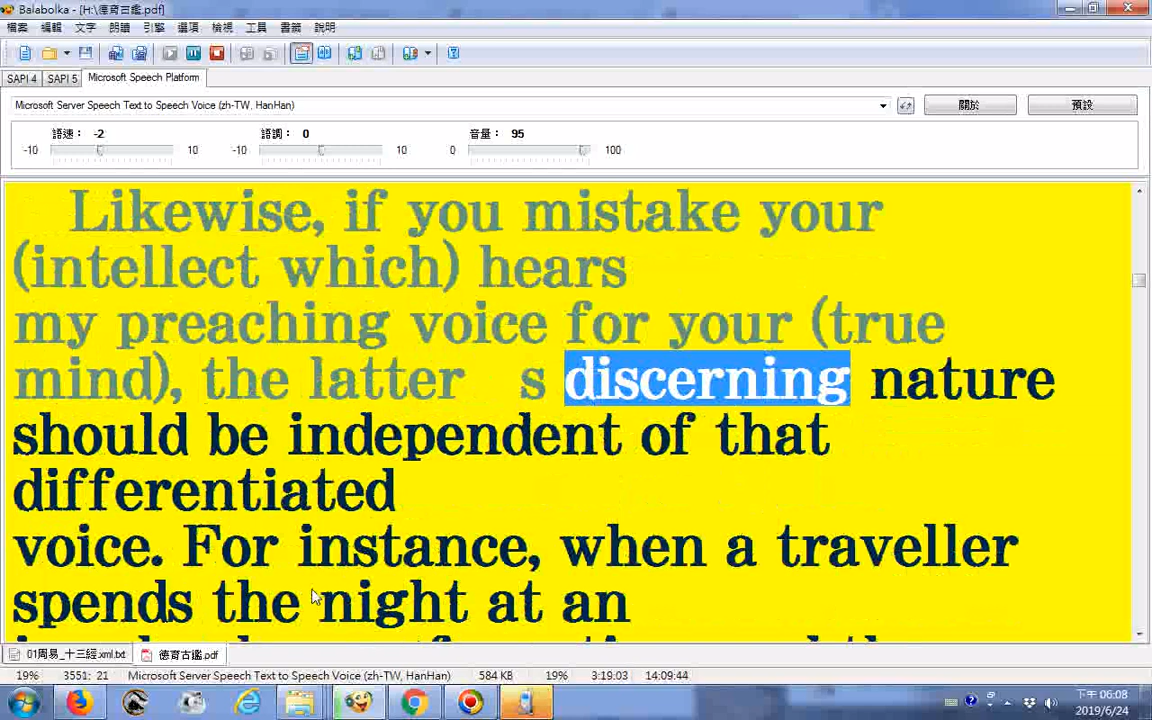 Balabolka - [H:\德育古鑑.pdf]
檔案 編輯 文字 朗讀 引擎 選項 檢視 工具 書籤 說明
SAPI 4 SAPI 5 Microsoft Speech Platform
Microsoft Server Speech Text to Speech Voice (zh-TW, HanHan) 關於 預設
語速： -2 語調： 0 音量： 95
-10 10 -10 10 0 100
Likewise, if you mistake your
(intellect which) hears
my preaching voice for your (true
mind), the latter s discerning nature
should be independent of that
differentiated
voice. For instance, when a traveller
spends the night at an
01周易_十三經.xml.txt 德育古鑑.pdf
19% 3551: 21 Microsoft Server Speech Text to Speech Voice (zh-TW, HanHan) 584 KB 19% 3:19:03 14:09:44
下午 06:08
2019/6/24